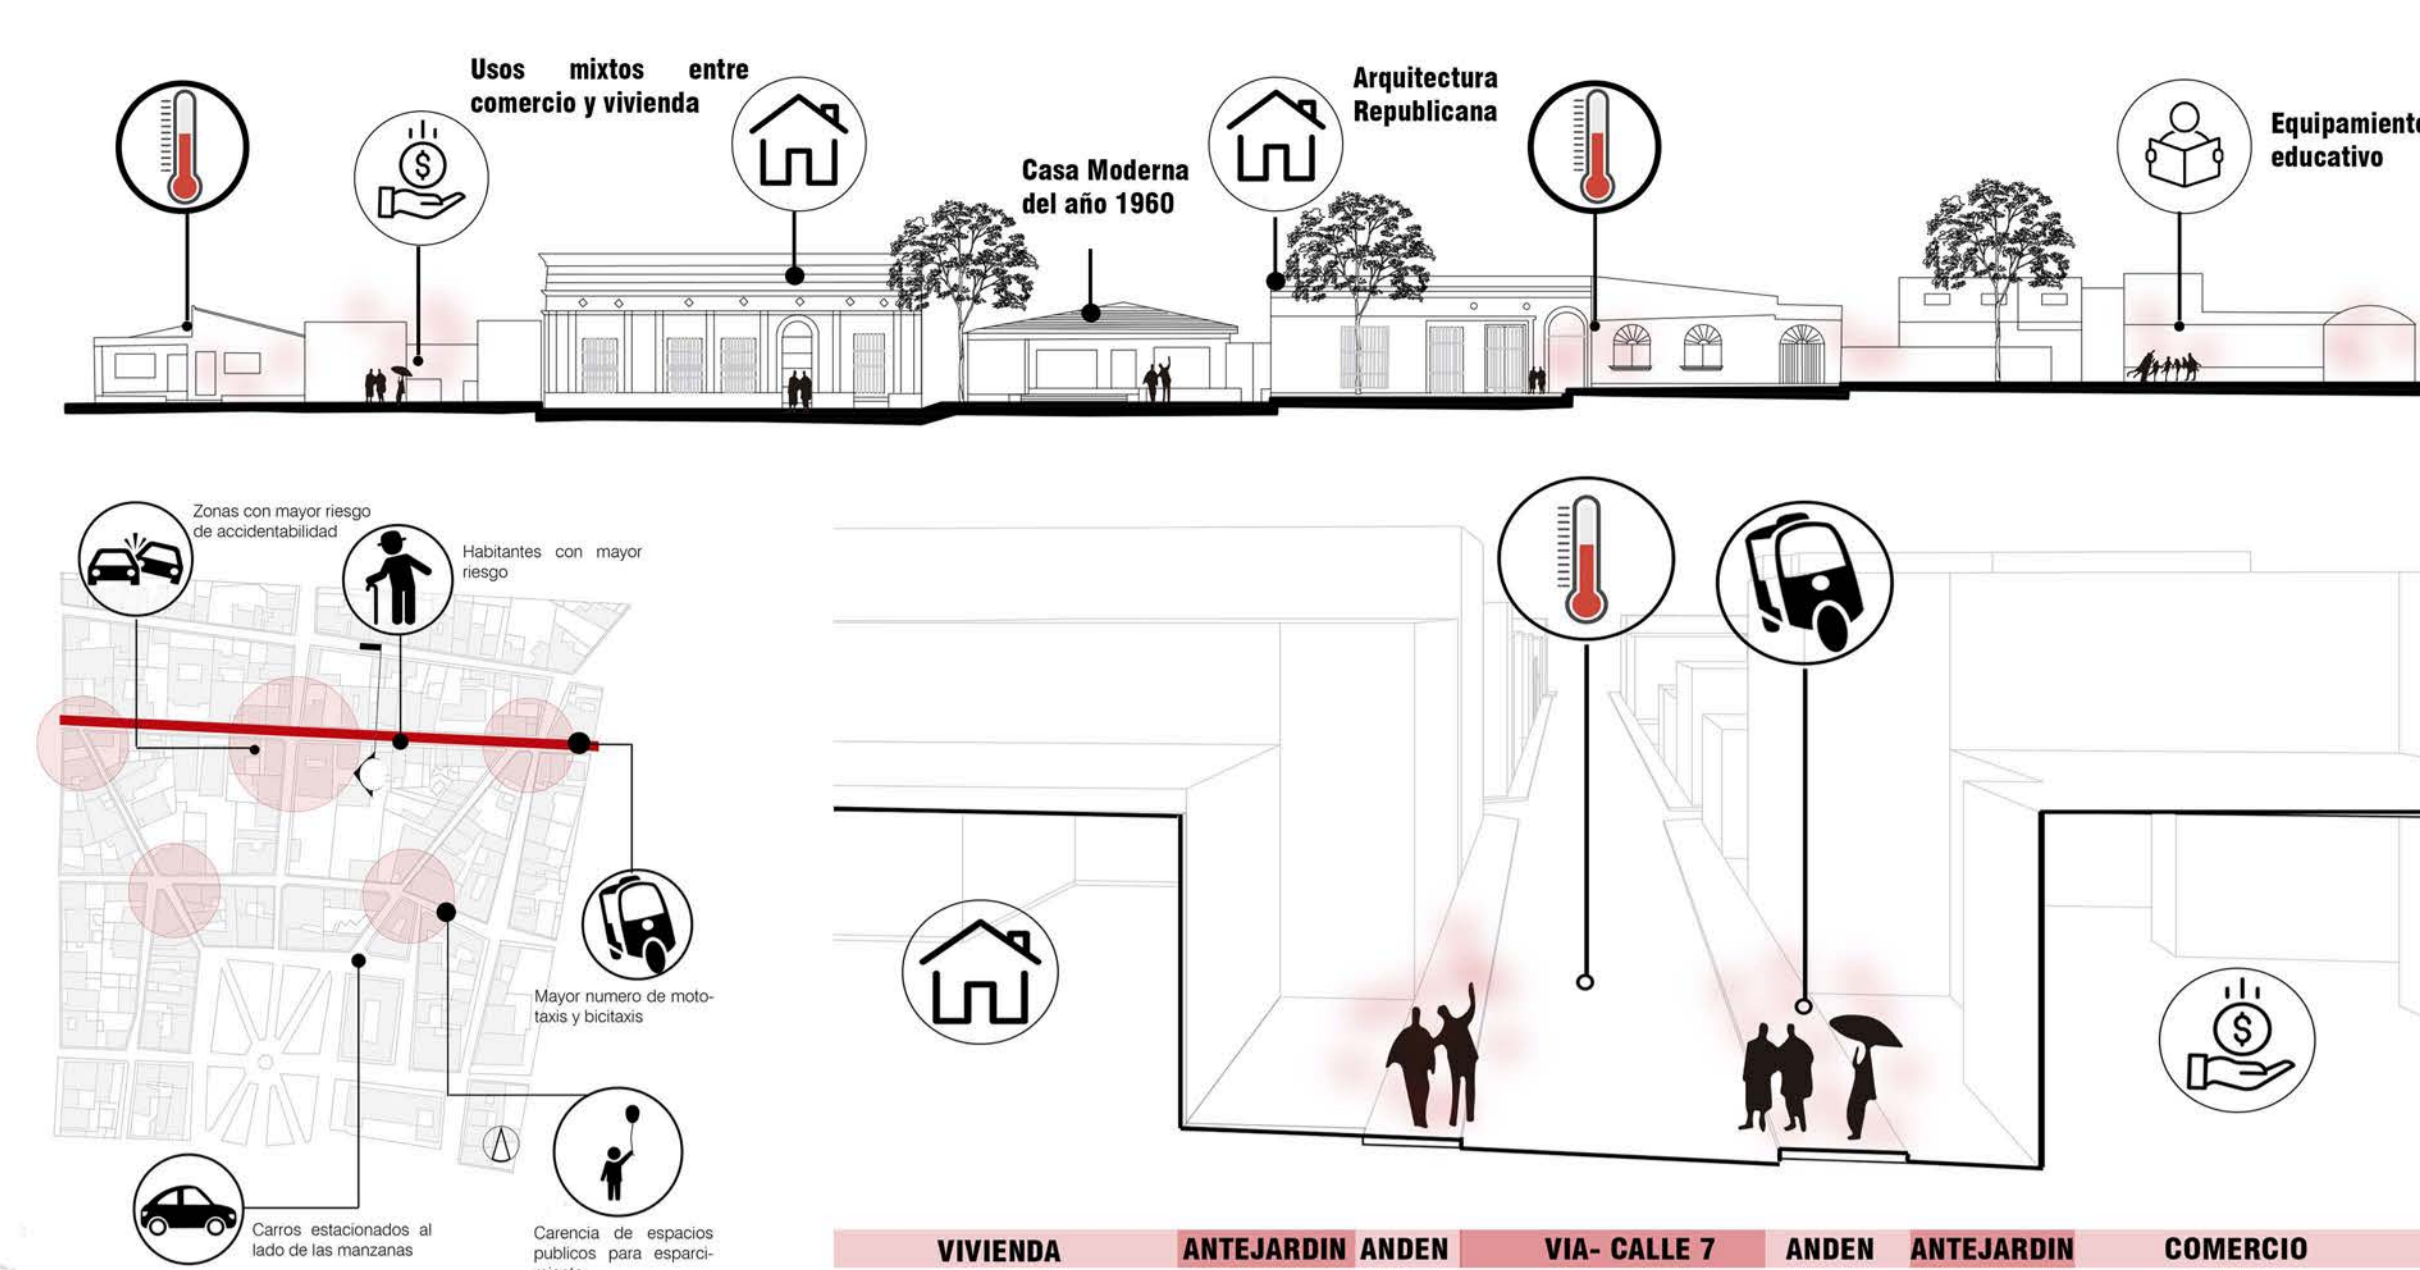 Usos mixtos entre
comercio y vivienda
Casa Moderna
del año 1960
Arquitectura
Republicana
Equipamiento
educativo
Zonas con mayor riesgo
de accidentabilidad
Habitantes con mayor
riesgo
Mayor numero de moto-
taxis y bicitaxis
Carros estacionados al
lado de las manzanas
Carencia de espacios
publicos para esparci-
VIVIENDA ANTEJARDIN ANDEN VIA- CALLE 7 ANDEN ANTEJARDIN COMERCIO